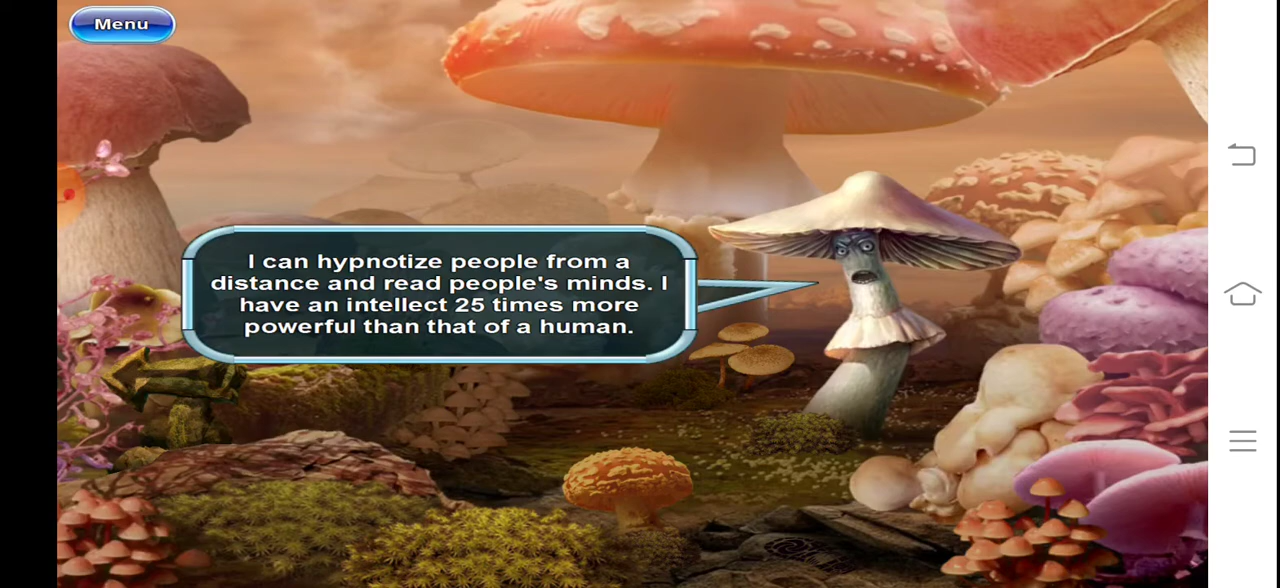 Menu
I can hypnotize people from a
distance and read people's minds. I
have an intellect 25 times more
powerful than that of a human.